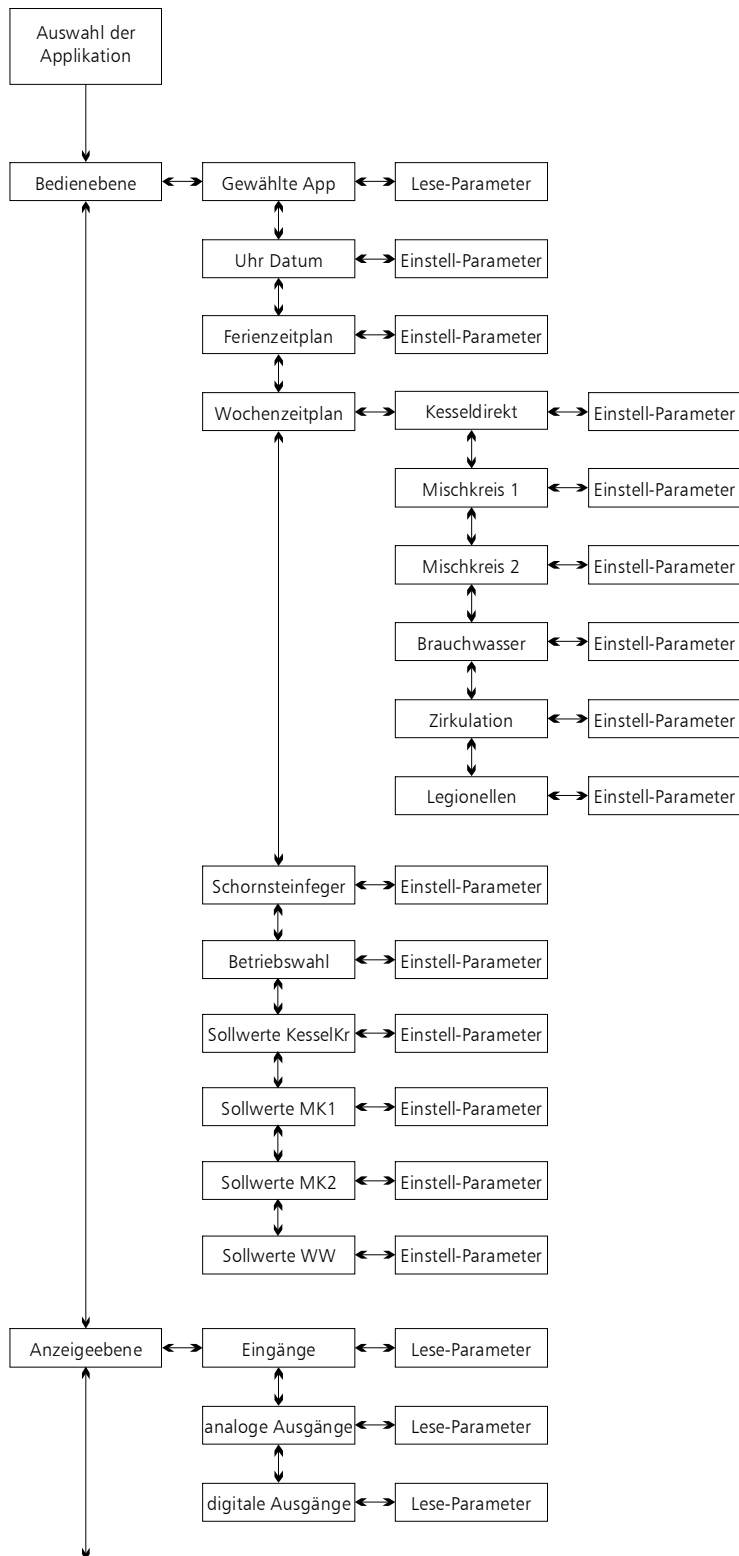 Auswahl der
Applikation
Bedienebene
Gewählte App
Lese-Parameter
Uhr Datum
Einstell-Parameter
Ferienzeitplan
Einstell-Parameter
Wochenzeitplan
Kesseldirekt
Einstell-Parameter
Mischkreis 1
Einstell-Parameter
Mischkreis 2
Einstell-Parameter
Brauchwasser
Einstell-Parameter
Zirkulation
Einstell-Parameter
Legionellen
Einstell-Parameter
Schornsteinfeger
Einstell-Parameter
Betriebswahl
Einstell-Parameter
Sollwerte KesselKr
Einstell-Parameter
Sollwerte MK1
Einstell-Parameter
Sollwerte MK2
Einstell-Parameter
Sollwerte WW
Einstell-Parameter
Anzeigeebene
Eingänge
Lese-Parameter
analoge Ausgänge
Lese-Parameter
digitale Ausgänge
Lese-Parameter